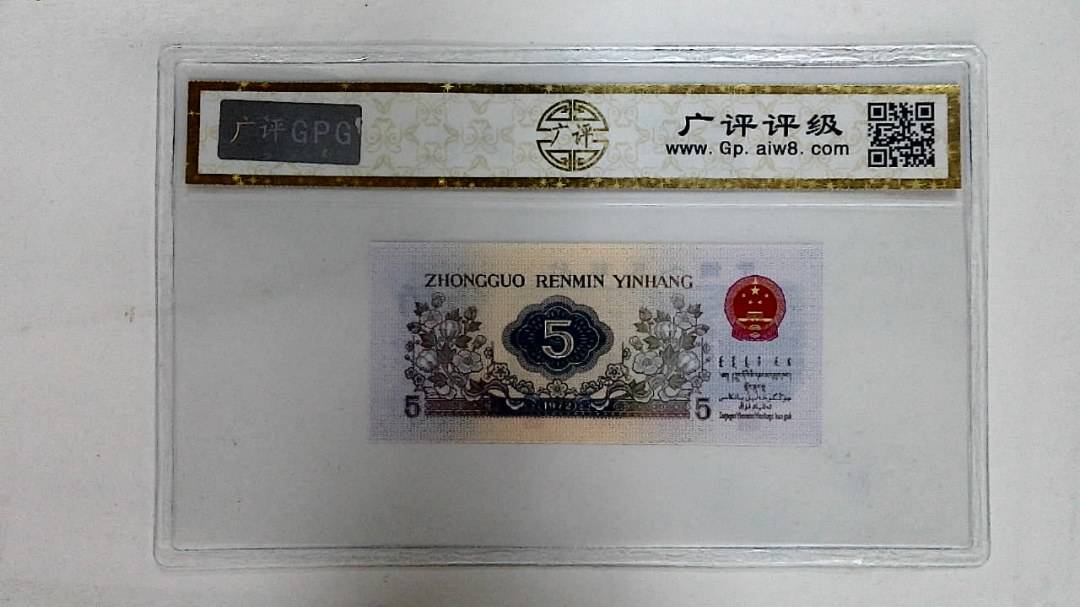 广评GPG
广评
广评评级
www.Gp.aiw8.com
ZHONGGUO RENMIN YINHANG
5
5
1972
5